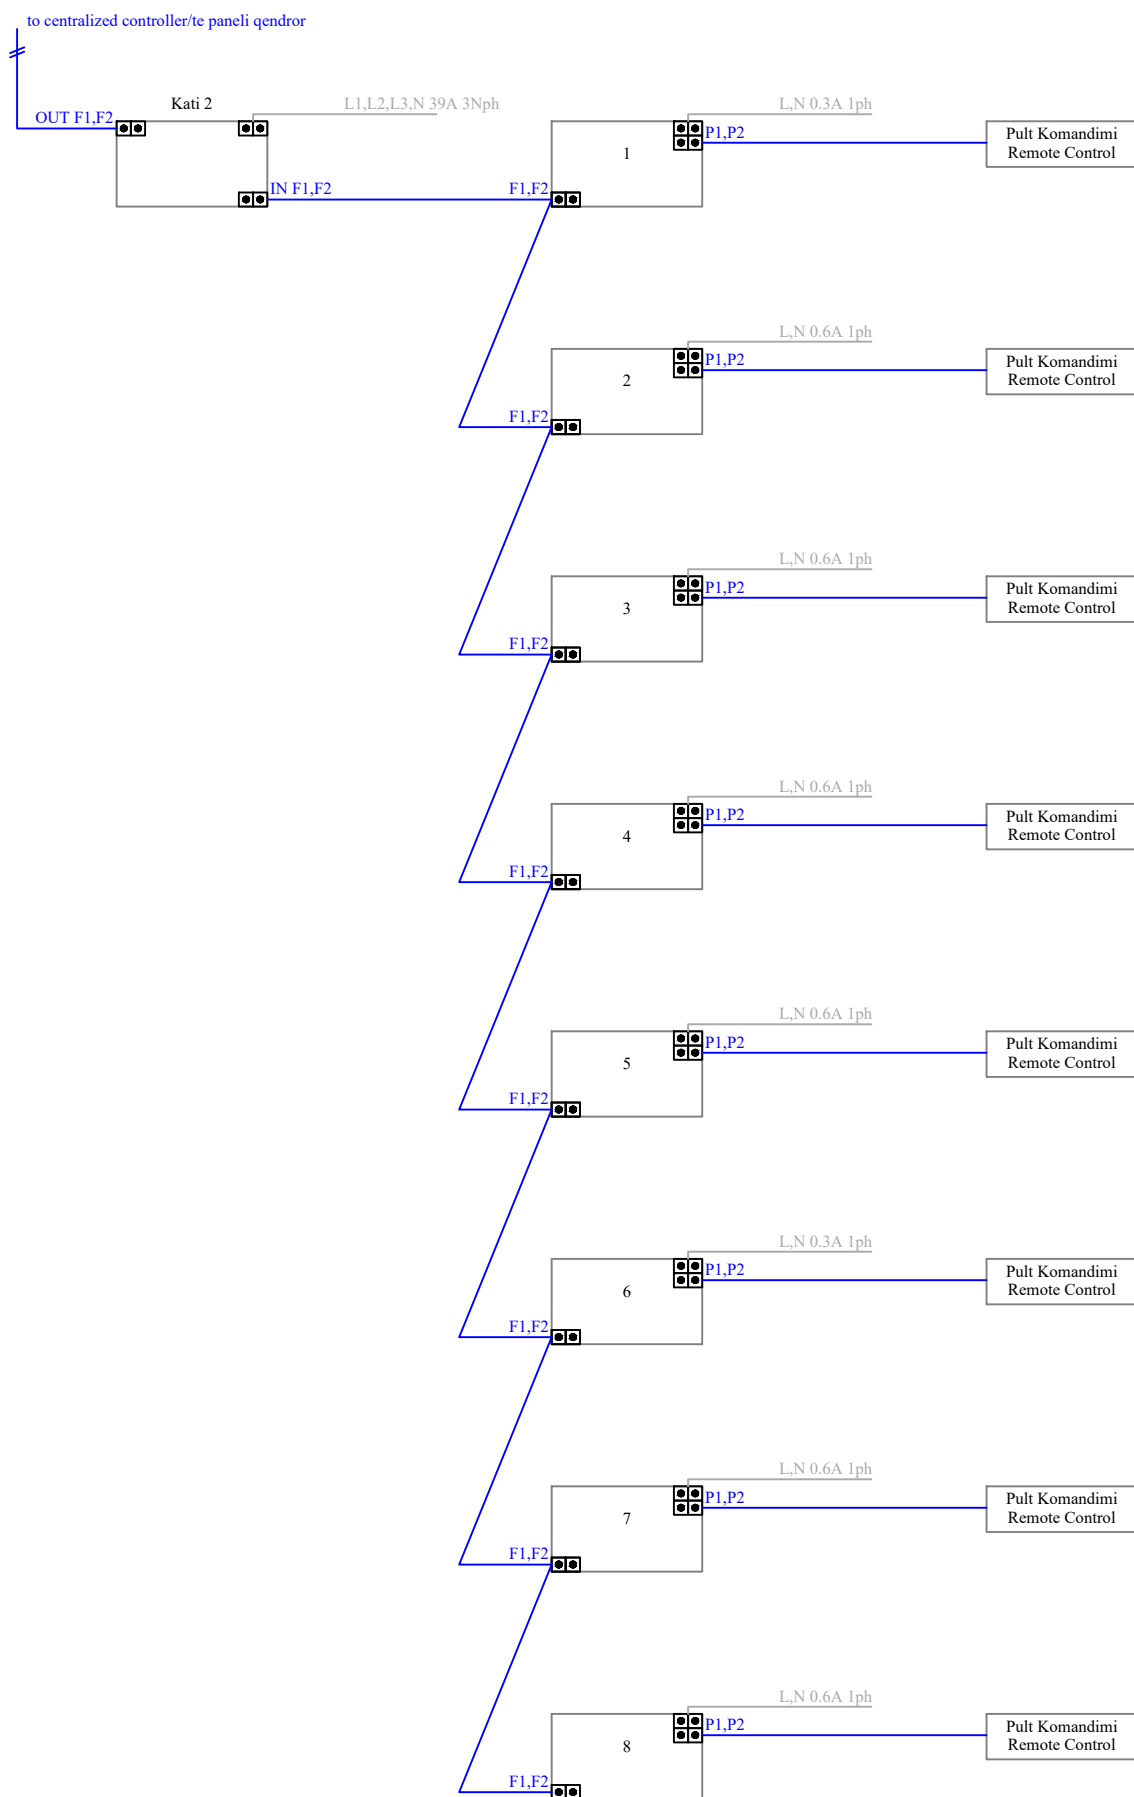 to centralized controller/te paneli qendror
Kati 2
L1,L2,L3,N 39A 3Nph
OUT F1,F2
IN F1,F2
L,N 0.3A 1ph
1
P1,P2
F1,F2
Pult Komandimi
Remote Control
L,N 0.6A 1ph
2
P1,P2
F1,F2
Pult Komandimi
Remote Control
L,N 0.6A 1ph
3
P1,P2
F1,F2
Pult Komandimi
Remote Control
L,N 0.6A 1ph
4
P1,P2
F1,F2
Pult Komandimi
Remote Control
L,N 0.6A 1ph
5
P1,P2
F1,F2
Pult Komandimi
Remote Control
L,N 0.3A 1ph
6
P1,P2
F1,F2
Pult Komandimi
Remote Control
L,N 0.6A 1ph
7
P1,P2
F1,F2
Pult Komandimi
Remote Control
L,N 0.6A 1ph
8
P1,P2
F1,F2
Pult Komandimi
Remote Control